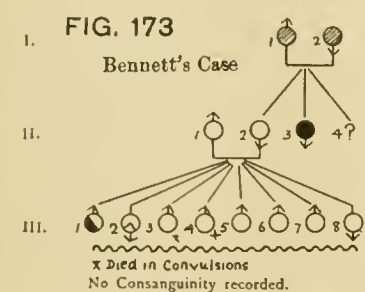 FIG. 173
I. 1 2
Bennett's Case
II. 1 2 3 4?
III. 1 2 3 4 5 6 7 8
x Died in Convulsions
No Consanguinity recorded.